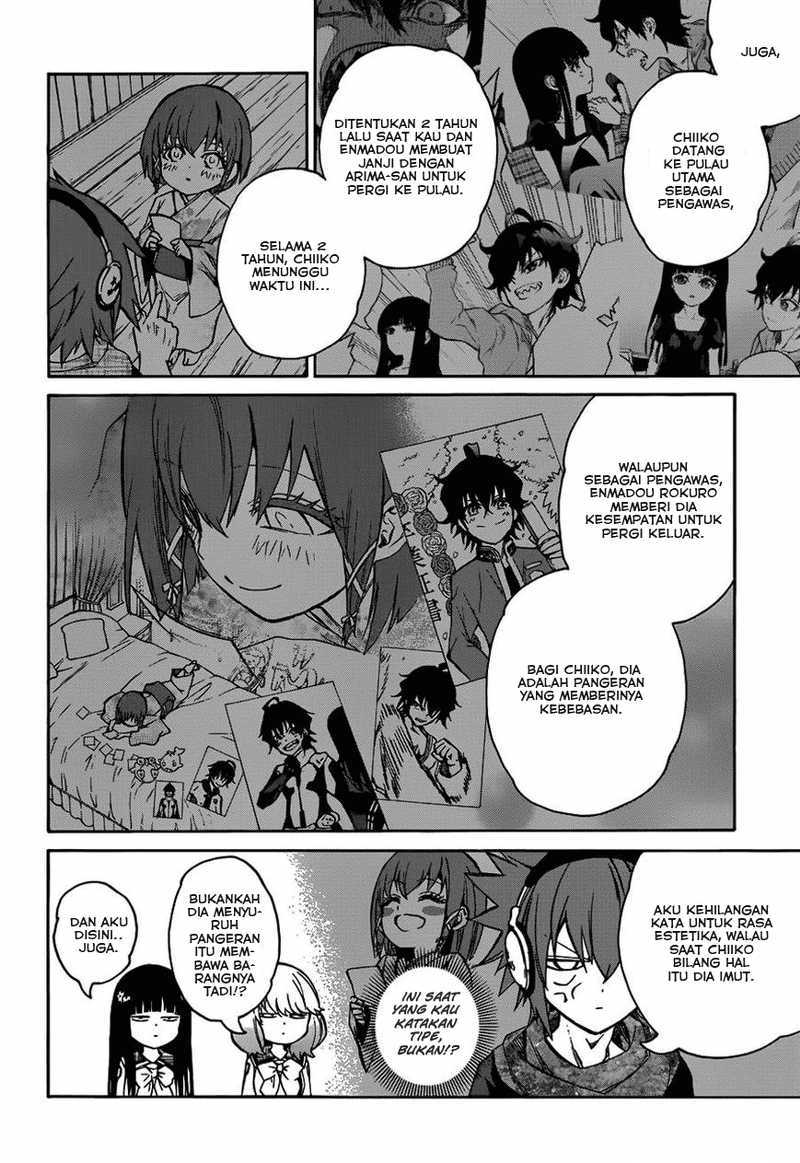 JUGA,
CHIIKO
DATANG
KE PULAU
UTAMA
SEBAGAI
PENGAWAS,
DITENTUKAN 2 TAHUN
LALU SAAT KAU DAN
ENMADOU MEMBUAT
JANJI DENGAN
ARIMA-SAN UNTUK
PERGI KE PULAU.
SELAMA 2
TAHUN, CHIIKO
MENUNGGU
WAKTU INI...
WALAUPUN
SEBAGAI PENGAWAS,
ENMADOU ROKURO
MEMBERI DIA
KESEMPATAN UNTUK
PERGI KELUAR.
BAGI CHIIKO, DIA
ADALAH PANGERAN
YANG MEMBERINYA
KEBEBASAN.
AKU KEHILANGAN
KATA UNTUK RASA
ESTETIKA, WALAU
SAAT CHIIKO
BILANG HAL
ITU DIA IMUT.
INI SAAT
YANG KAU
KATAKAN
TIPE,
BUKAN!?
BUKANKAH
DIA MENYU-
RUH
PANGERAN
ITU MEM-
BAWA BA-
RANGNYA
TADI!?
DAN AKU
DISINI..
JUGA.